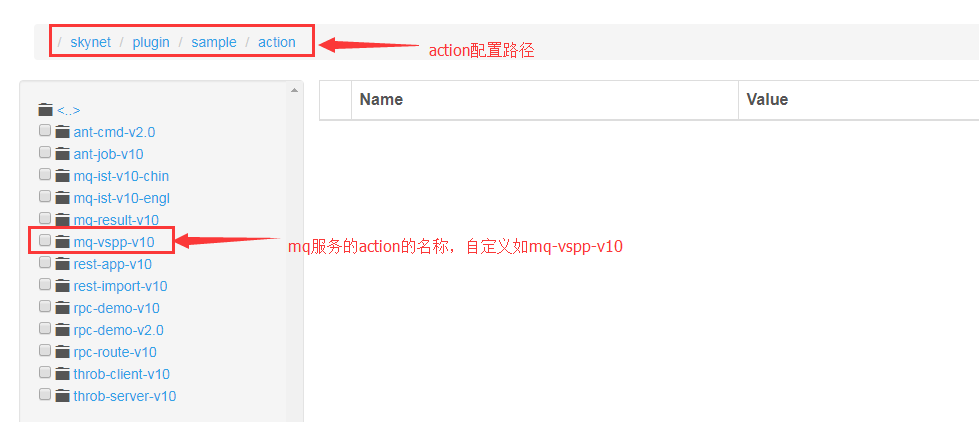 / skynet / plugin / sample / action
action配置路径
<..>
Name
Value
ant-cmd-v2.0
ant-job-v10
mq-ist-v10-chin
mq-ist-v10-engl
mq-result-v10
mq-vspp-v10
mq服务的action的名称，自定义如mq-vspp-v10
rest-app-v10
rest-import-v10
rpc-demo-v10
rpc-demo-v2.0
rpc-route-v10
throb-client-v10
throb-server-v10